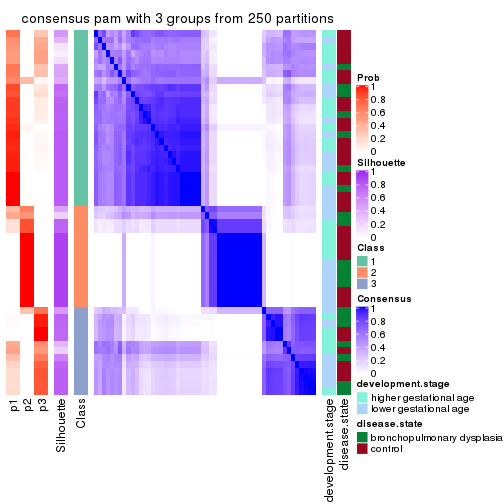 consensus pam with 3 groups from 250 partitions
Prob
1
0.8
0.6
0.4
0.2
0
Silhouette
1
0.8
0.6
0.4
0.2
0
Class
1
2
3
Consensus
1
0.8
0.6
0.4
0.2
0
development.stage
higher gestational age
lower gestational age
disease.state
bronchopulmonary dysplasia
control
p1
p2
p3
Silhouette
Class
development.stage
disease.state